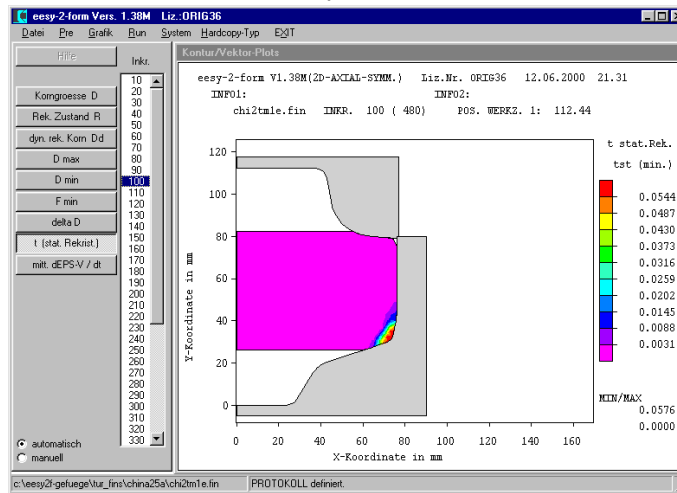 eesy-2-form Vers. 1.38M Liz.:ORIG36
Datei Pre Grafik Run System Hardcopy-Typ EXIT
Hilfe
Inkr.
Korngroesse D
Rek. Zustand R
dyn. rek. Korn Dd
D max
D min
F min
delta D
t (stat. Rekrist.)
mitt. dEPS-V / dt
10
20
30
40
50
60
70
80
90
100
110
120
130
140
150
160
170
180
190
200
210
220
230
240
250
260
270
280
290
300
310
320
330
automatisch
manuell
Kontur/Vektor-Plots
eesy-2-form V1.38M(2D-AXIAL-SYMM.) Liz.Nr. ORIG36 12.06.2000 21.31
INFO1: INFO2:
chi2tm1e.fin INKR. 100 ( 480) POS. WERKZ. 1: 112.44
t stat.Rek.
tst (min.)
0.0544
0.0487
0.0430
0.0373
0.0316
0.0259
0.0202
0.0145
0.0088
0.0031
MIN/MAX
0.0576
0.0000
Y-Koordinate in mm
120
100
80
60
40
20
0
0 20 40 60 80 100 120 140 160
X-Koordinate in mm
c:\eesy2f-gefuege\tur_fins\china25a\chi2tm1e.fin PROTOKOLL definiert.